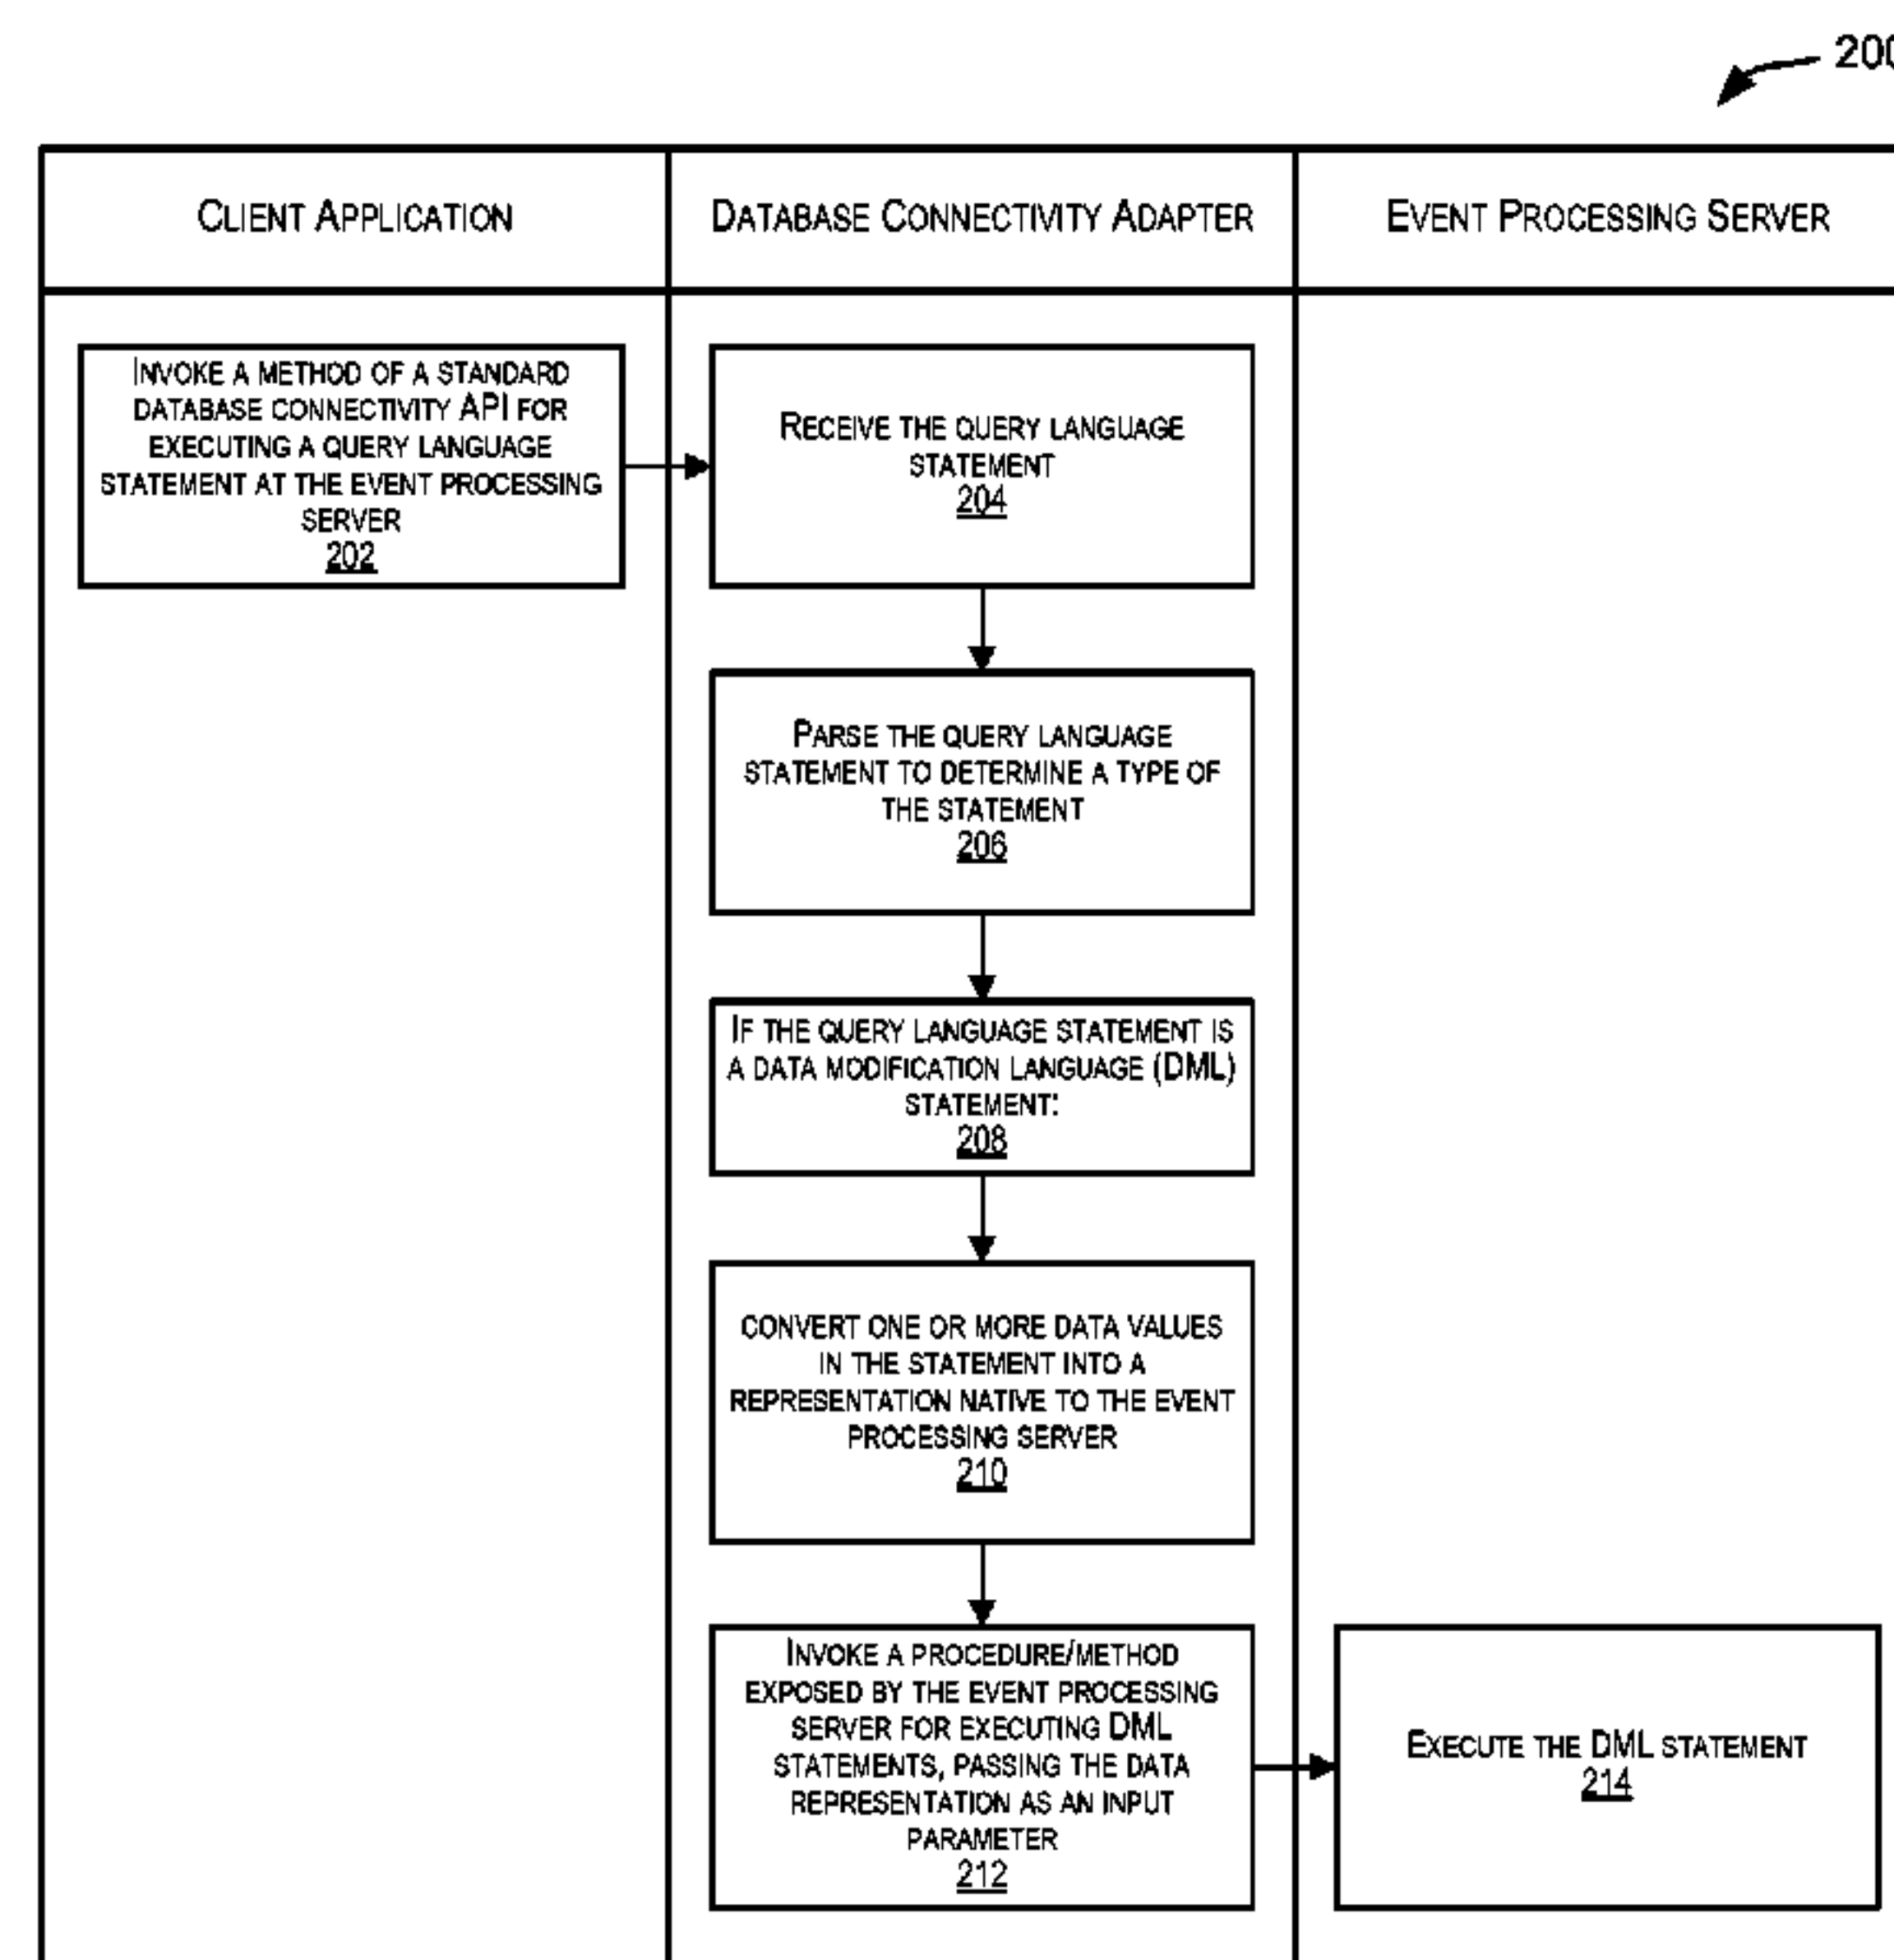 200
CLIENT APPLICATION
DATABASE CONNECTIVITY ADAPTER
EVENT PROCESSING SERVER
INVOKE A METHOD OF A STANDARD
DATABASE CONNECTIVITY API FOR
EXECUTING A QUERY LANGUAGE
STATEMENT AT THE EVENT PROCESSING
SERVER
202
RECEIVE THE QUERY LANGUAGE
STATEMENT
204
PARSE THE QUERY LANGUAGE
STATEMENT TO DETERMINE A TYPE OF
THE STATEMENT
206
IF THE QUERY LANGUAGE STATEMENT IS
A DATA MODIFICATION LANGUAGE (DML)
STATEMENT:
208
CONVERT ONE OR MORE DATA VALUES
IN THE STATEMENT INTO A
REPRESENTATION NATIVE TO THE EVENT
PROCESSING SERVER
210
INVOKE A PROCEDURE/METHOD
EXPOSED BY THE EVENT PROCESSING
SERVER FOR EXECUTING DML
STATEMENTS, PASSING THE DATA
REPRESENTATION AS AN INPUT
PARAMETER
212
EXECUTE THE DML STATEMENT
214